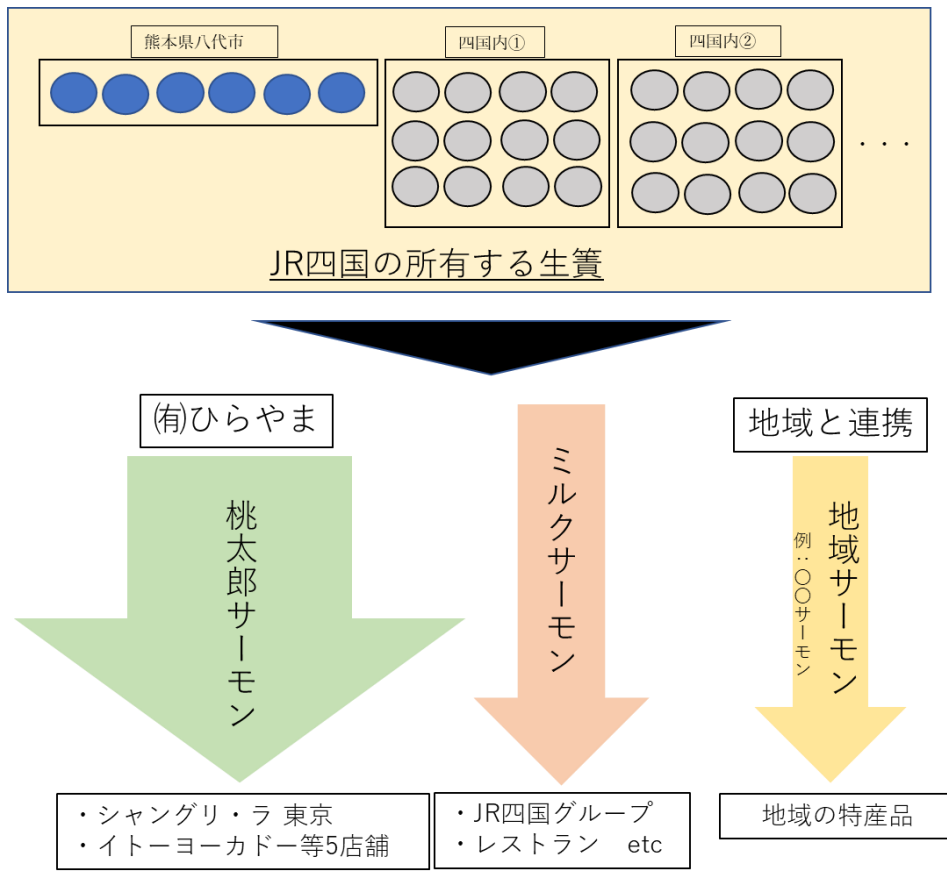 熊本県八代市
四国内①
四国内②
・・・
JR四国の所有する生簀
㈲ひらやま
地域と連携
桃太郎サーモン
ミルクサーモン
地域サーモン
例：〇〇サーモン
・シャングリ・ラ 東京
・イトーヨーカドー等5店舗
・JR四国グループ
・レストラン　etc
地域の特産品